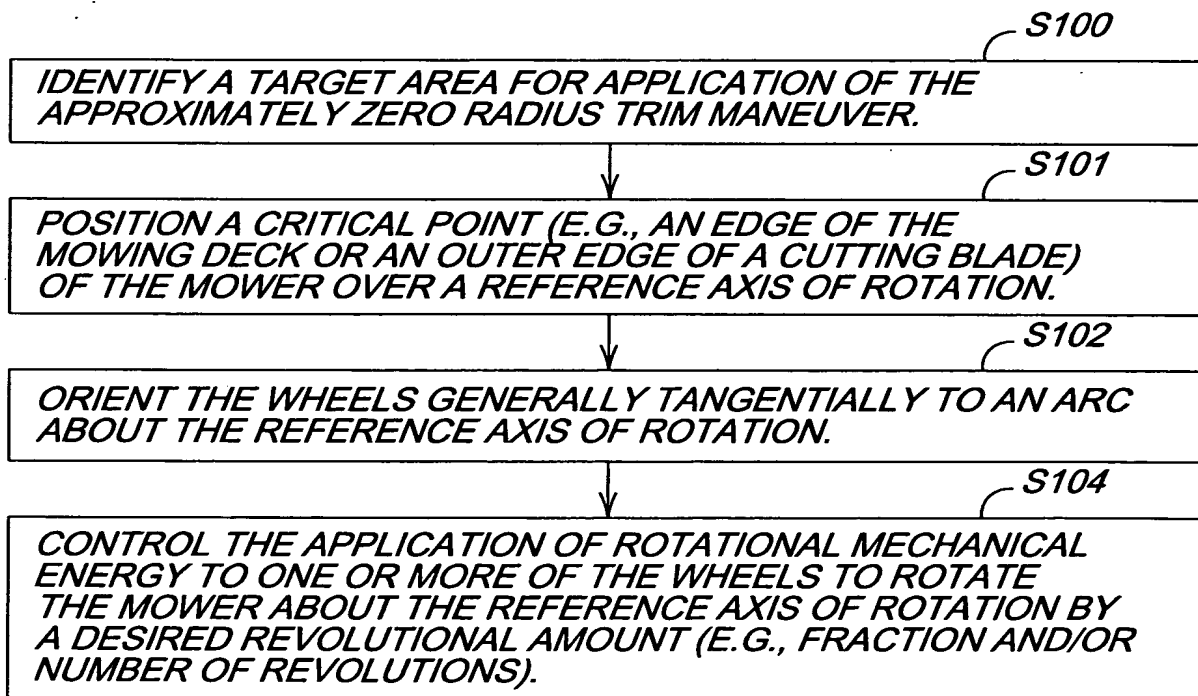 S100
IDENTIFY A TARGET AREA FOR APPLICATION OF THE
APPROXIMATELY ZERO RADIUS TRIM MANEUVER.
S101
POSITION A CRITICAL POINT (E.G., AN EDGE OF THE
MOWING DECK OR AN OUTER EDGE OF A CUTTING BLADE)
OF THE MOWER OVER A REFERENCE AXIS OF ROTATION.
S102
ORIENT THE WHEELS GENERALLY TANGENTIALLY TO AN ARC
ABOUT THE REFERENCE AXIS OF ROTATION.
S104
CONTROL THE APPLICATION OF ROTATIONAL MECHANICAL
ENERGY TO ONE OR MORE OF THE WHEELS TO ROTATE
THE MOWER ABOUT THE REFERENCE AXIS OF ROTATION BY
A DESIRED REVOLUTIONAL AMOUNT (E.G., FRACTION AND/OR
NUMBER OF REVOLUTIONS).